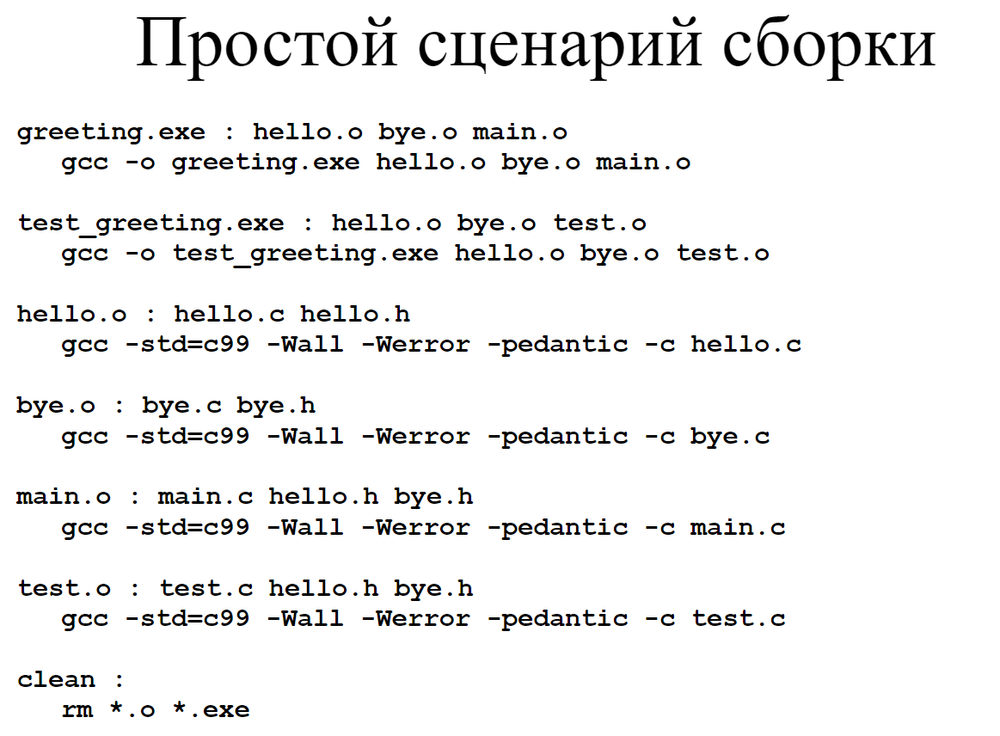 Простой сценарий сборки
greeting.exe : hello.o bye.o main.o
gcc -o greeting.exe hello.o bye.o main.o
test_greeting.exe : hello.o bye.o test.o
gcc -o test_greeting.exe hello.o bye.o test.o
hello.o : hello.c hello.h
gcc -std=c99 -Wall -Werror -pedantic -c hello.c
bye.o : bye.c bye.h
gcc -std=c99 -Wall -Werror -pedantic -c bye.c
main.o : main.c hello.h bye.h
gcc -std=c99 -Wall -Werror -pedantic -c main.c
test.o : test.c hello.h bye.h
gcc -std=c99 -Wall -Werror -pedantic -c test.c
clean :
rm *.o *.exe